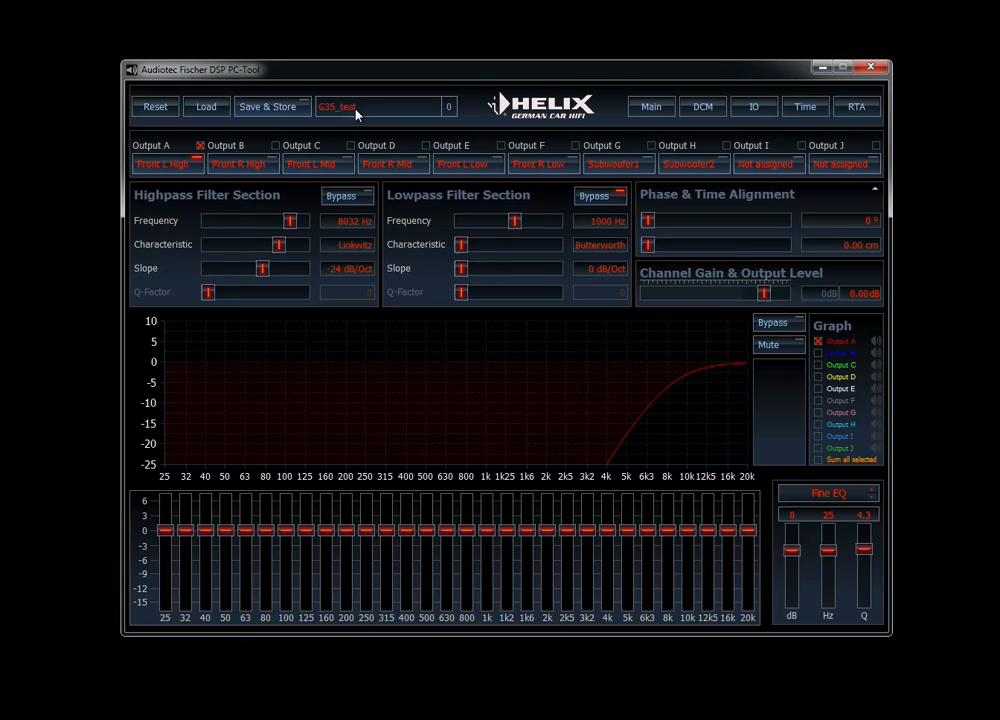 Audiotec Fischer DSP PC-Tool
Reset Load Save & Store G35_test 0 HELIX Main DCM IO Time RTA
GERMAN CAR HIFI
Output A Output B Output C Output D Output E Output F Output G Output H Output I Output J
Front L High Front R High Front L Mid Front R Mid Front L Low Front R Low Subwoofer1 Subwoofer2 Not assigned Not assigned
Highpass Filter Section Bypass Lowpass Filter Section Bypass Phase & Time Alignment
Frequency 8032 Hz Frequency 1000 Hz 0 °
Characteristic Linkwitz Characteristic Butterworth 0.00 cm
Slope -24 dB/Oct Slope 0 dB/Oct Channel Gain & Output Level
Q-Factor 0 Q-Factor 0 0dB 0.00dB
10
5
0
-5
-10
-15
-20
-25
25 32 40 50 63 80 100 125 160 200 250 315 400 500 630 800 1k 1k25 1k6 2k 2k5 3k2 4k 5k 6k3 8k 10k 12k5 16k 20k
Bypass
Mute
Graph
Output A
Output C
Output D
Output E
Output F
Output G
Output H
Output I
Output J
Sum all selected
6
3
0
-3
-6
-9
-12
-15
25 32 40 50 63 80 100 125 160 200 250 315 400 500 630 800 1k 1k2 1k6 2k 2k5 3k2 4k 5k 6k3 8k 10k 12k5 16k 20k
Fine EQ
0 25 4.3
dB Hz Q